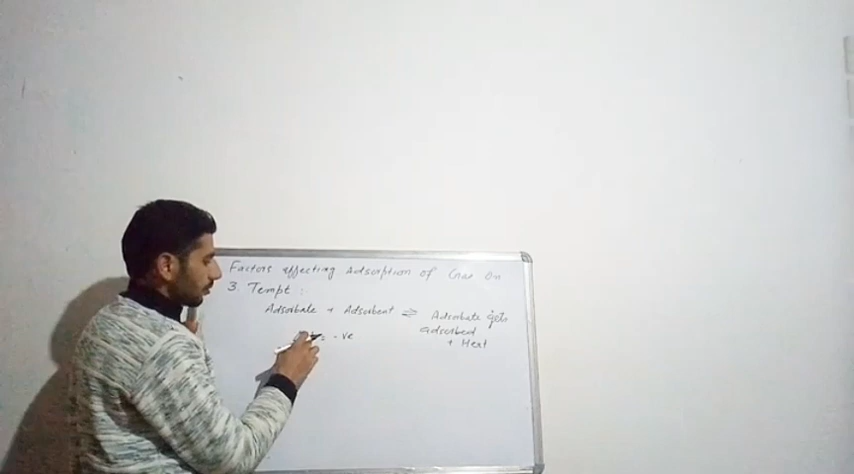 Factors affecting Adsorption of Gas On
3. Tempt :
Adsorbate + Adsorbent ⇌ Adsorbate gets
adsorbed
+ Heat
= -ve